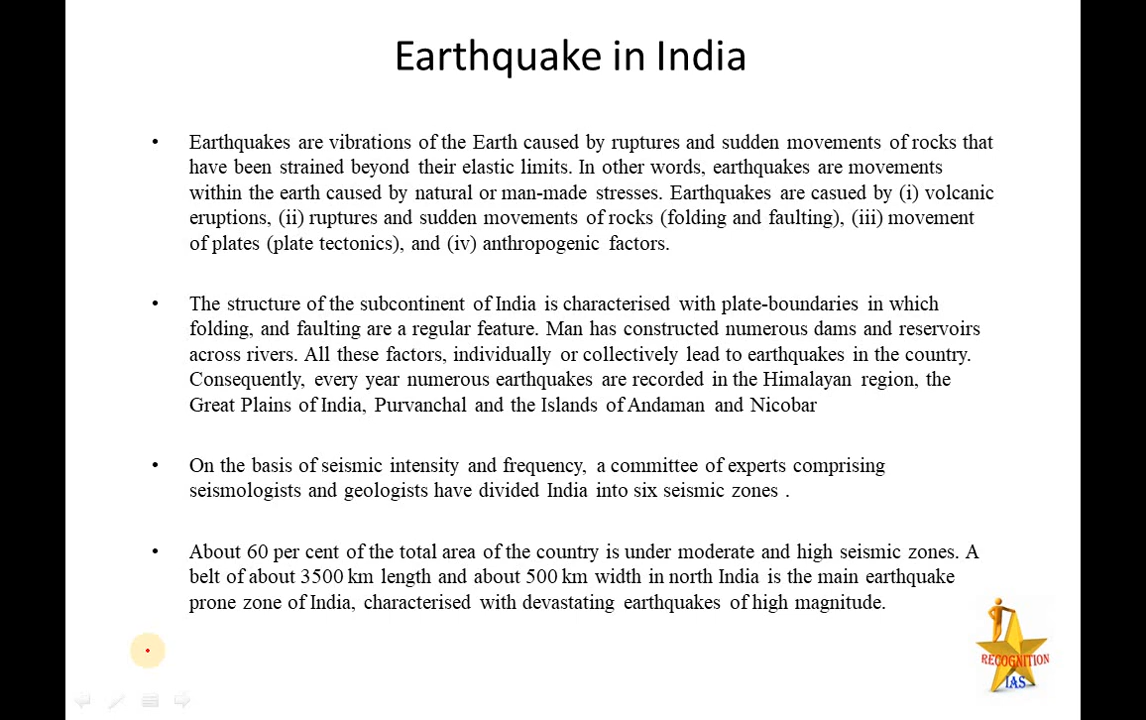 Earthquake in India
• Earthquakes are vibrations of the Earth caused by ruptures and sudden movements of rocks that
have been strained beyond their elastic limits. In other words, earthquakes are movements
within the earth caused by natural or man-made stresses. Earthquakes are casued by (i) volcanic
eruptions, (ii) ruptures and sudden movements of rocks (folding and faulting), (iii) movement
of plates (plate tectonics), and (iv) anthropogenic factors.
• The structure of the subcontinent of India is characterised with plate-boundaries in which
folding, and faulting are a regular feature. Man has constructed numerous dams and reservoirs
across rivers. All these factors, individually or collectively lead to earthquakes in the country.
Consequently, every year numerous earthquakes are recorded in the Himalayan region, the
Great Plains of India, Purvanchal and the Islands of Andaman and Nicobar
• On the basis of seismic intensity and frequency, a committee of experts comprising
seismologists and geologists have divided India into six seismic zones .
• About 60 per cent of the total area of the country is under moderate and high seismic zones. A
belt of about 3500 km length and about 500 km width in north India is the main earthquake
prone zone of India, characterised with devastating earthquakes of high magnitude.
RECOGNITION
IAS